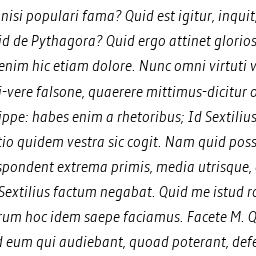 nisi populari fama? Quid est igitur, inquit,
id de Pythagora? Quid ergo attinet glorios
enim hic etiam dolore. Nunc omni virtuti v
i-vere falsone, quaerere mittimus-dicitur o
ippe: habes enim a rhetoribus; Id Sextilius
tio quidem vestra sic cogit. Nam quid poss
spondent extrema primis, media utrisque,
Sextilius factum negabat. Quid me istud ro
rum hoc idem saepe faciamus. Facete M. Q
d eum qui audiebant, quoad poterant, defe